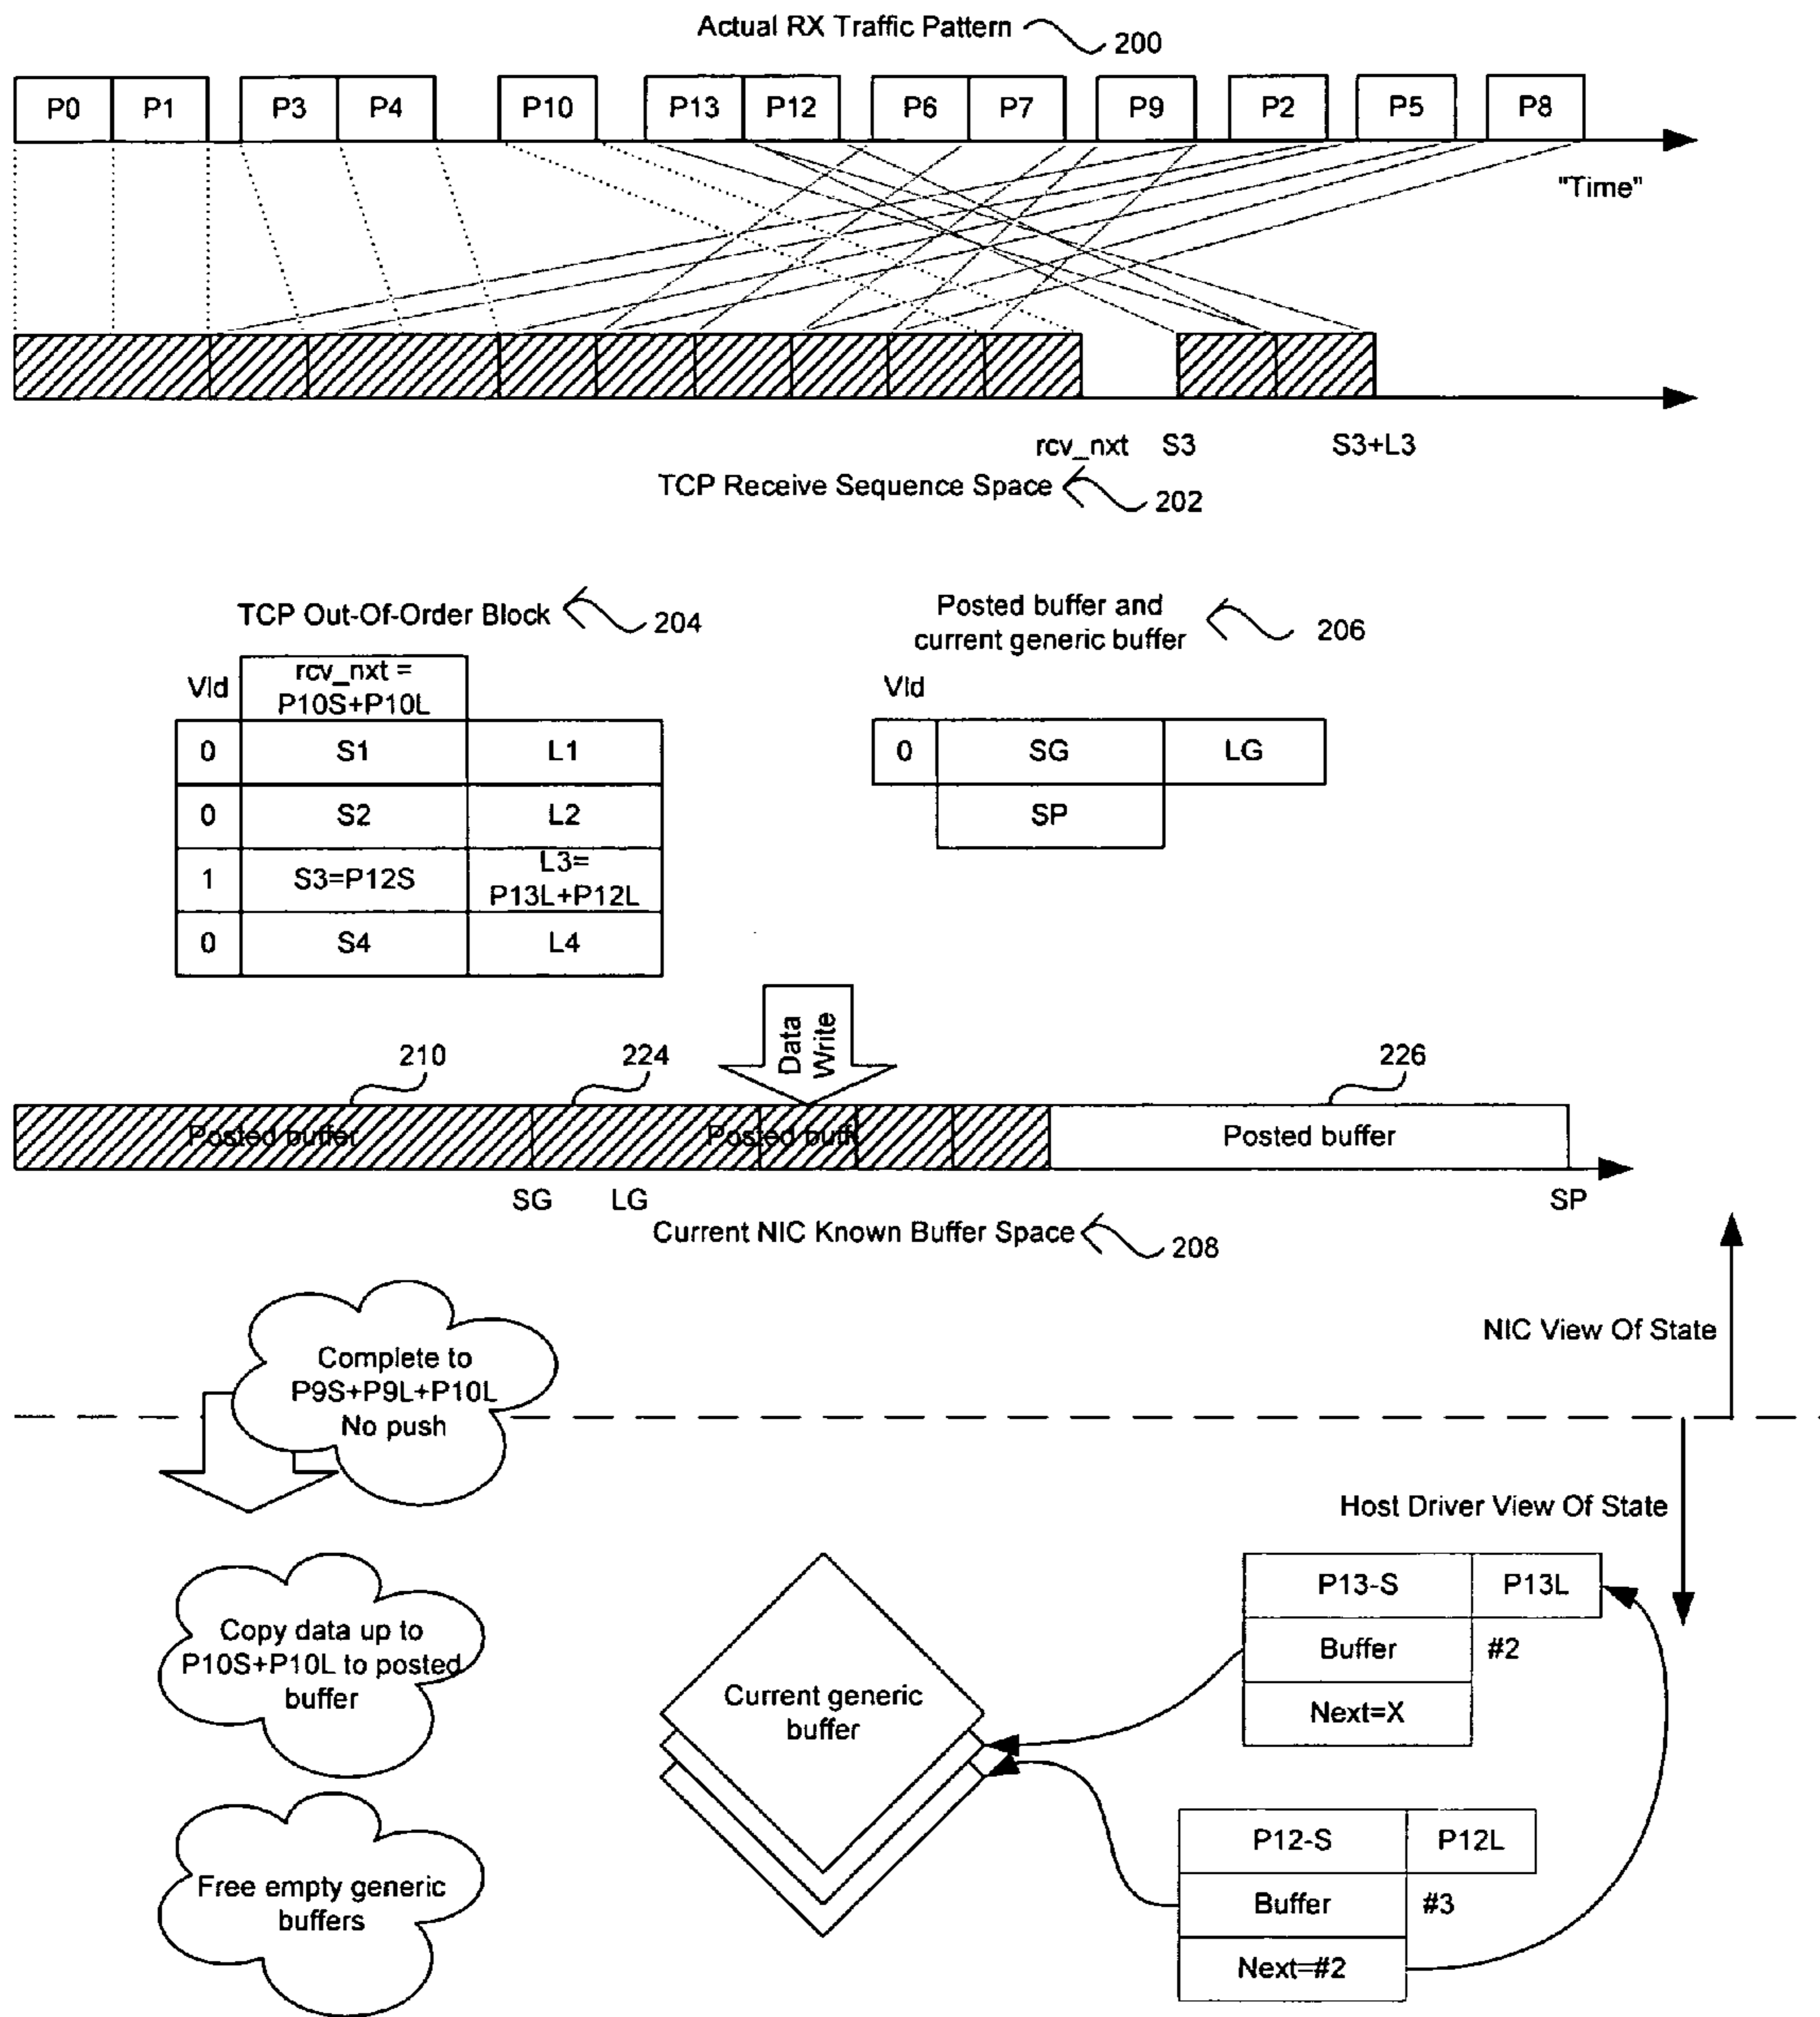 Actual RX Traffic Pattern 200
P0 P1 P3 P4 P10 P13 P12 P6 P7 P9 P2 P5 P8
"Time"
rcv_nxt S3 S3+L3
TCP Receive Sequence Space 202
TCP Out-Of-Order Block 204
Vld
rcv_nxt =
P10S+P10L
0 S1 L1
0 S2 L2
1 S3=P12S L3=
P13L+P12L
0 S4 L4
Posted buffer and
current generic buffer 206
Vld
0 SG LG
SP
Data
Write
210 224 226
Posted buffer Posted buff Posted buffer
SG LG SP
Current NIC Known Buffer Space 208
NIC View Of State
Complete to
P9S+P9L+P10L
No push
Host Driver View Of State
Copy data up to
P10S+P10L to posted
buffer
Free empty generic
buffers
Current generic
buffer
P13-S P13L
Buffer #2
Next=X
P12-S P12L
Buffer #3
Next=#2